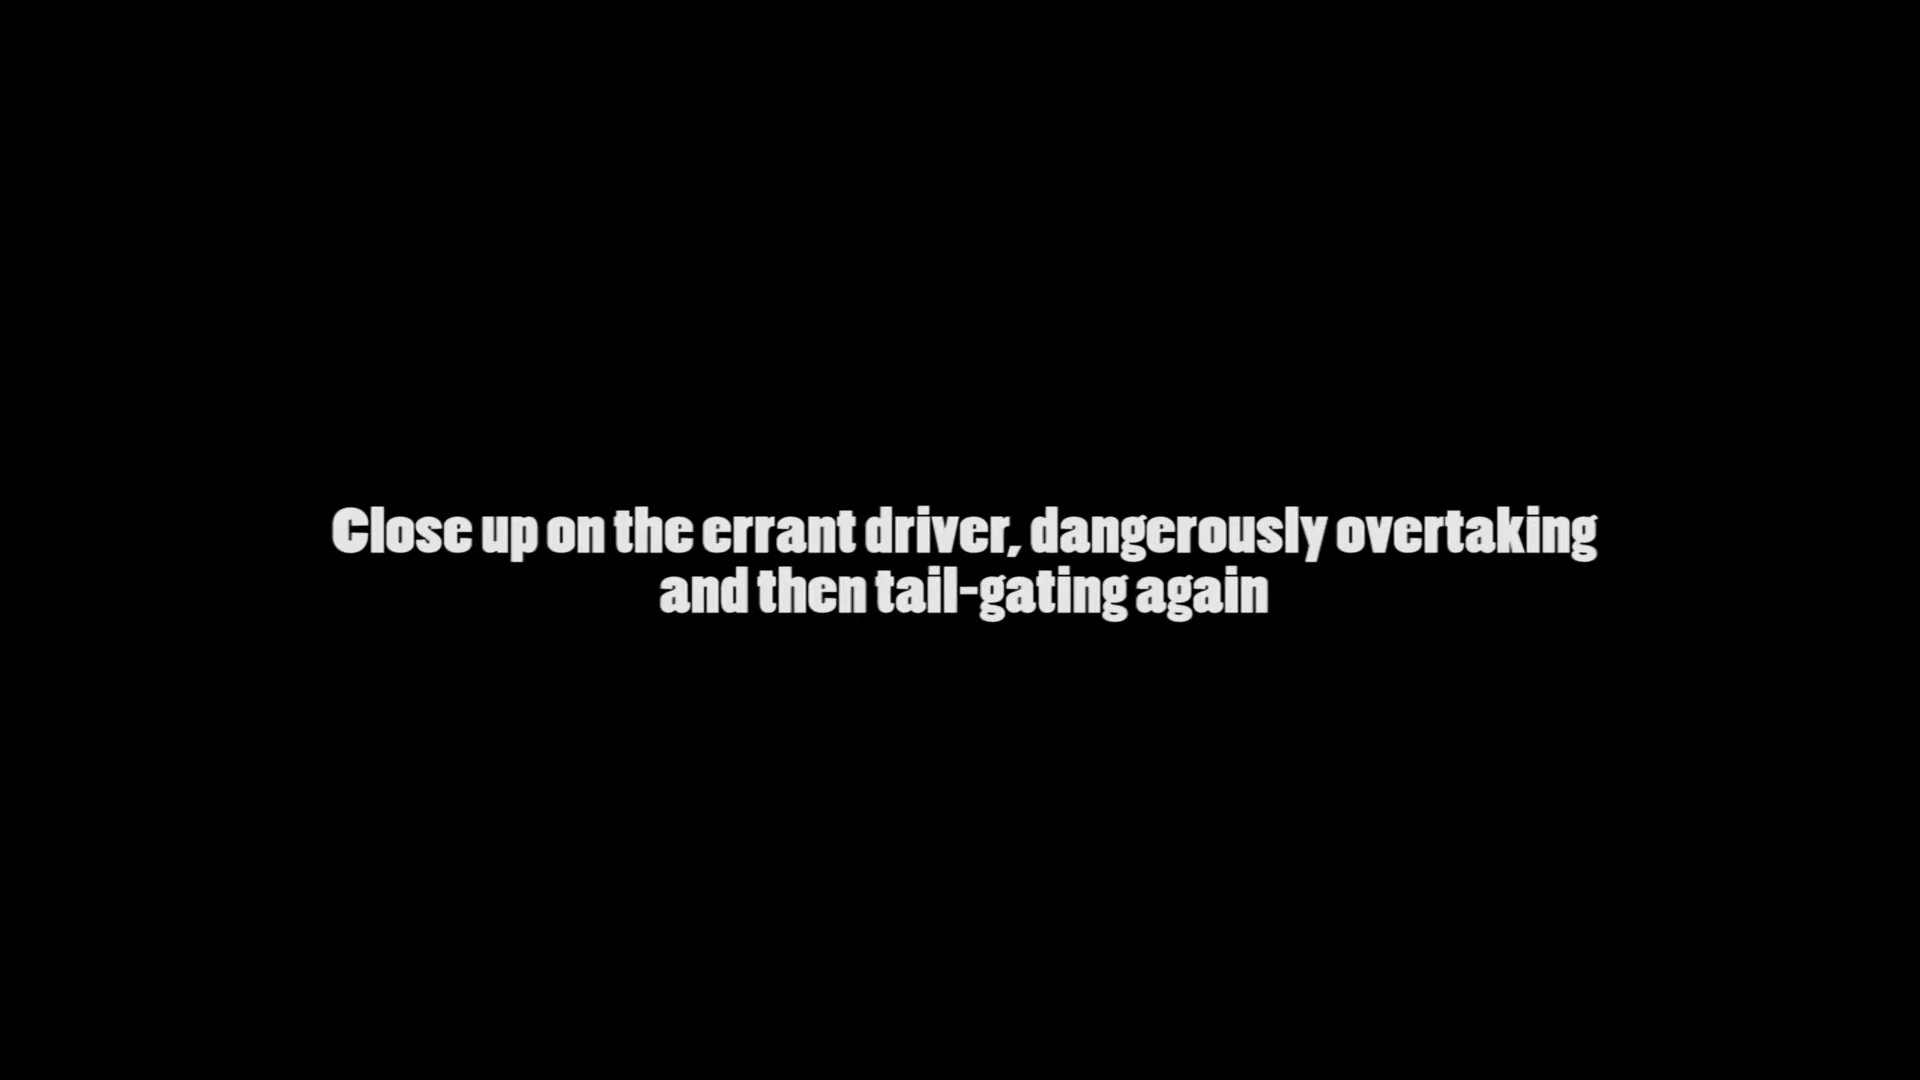 Close up on the errant driver, dangerously overtaking
and then tail-gating again